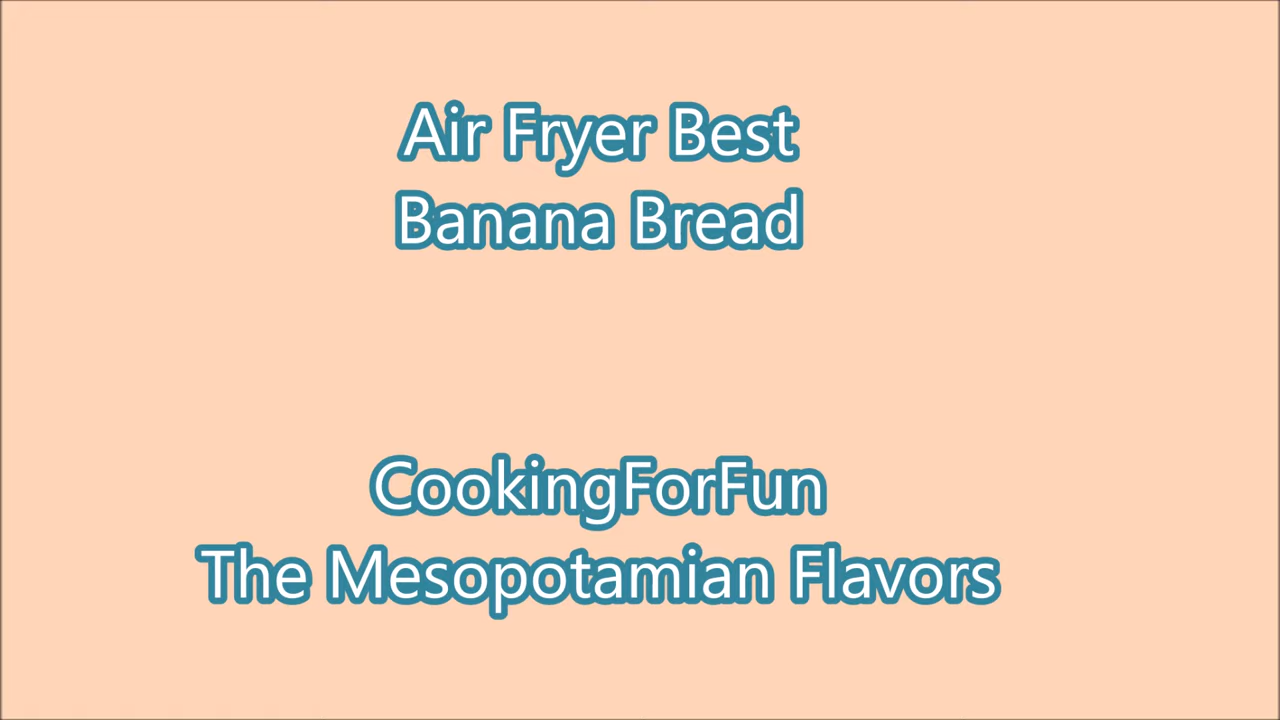 Air Fryer Best
Banana Bread
CookingForFun
The Mesopotamian Flavors